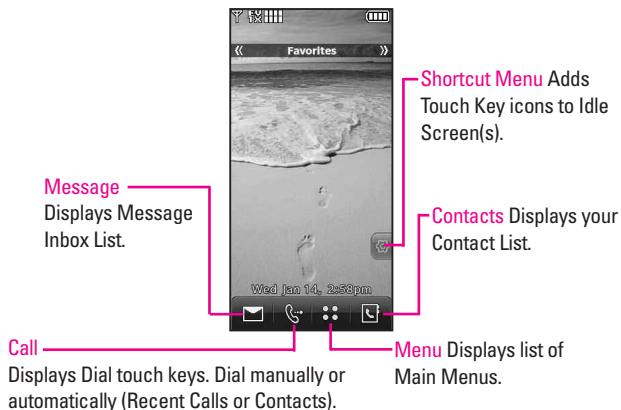 EV
1X
Favorites
Shortcut Menu Adds
Touch Key icons to Idle
Screen(s).
Message
Displays Message
Inbox List.
Contacts Displays your
Contact List.
Wed Jan 14, 2:58pm
Call
Displays Dial touch keys. Dial manually or
automatically (Recent Calls or Contacts).
Menu Displays list of
Main Menus.